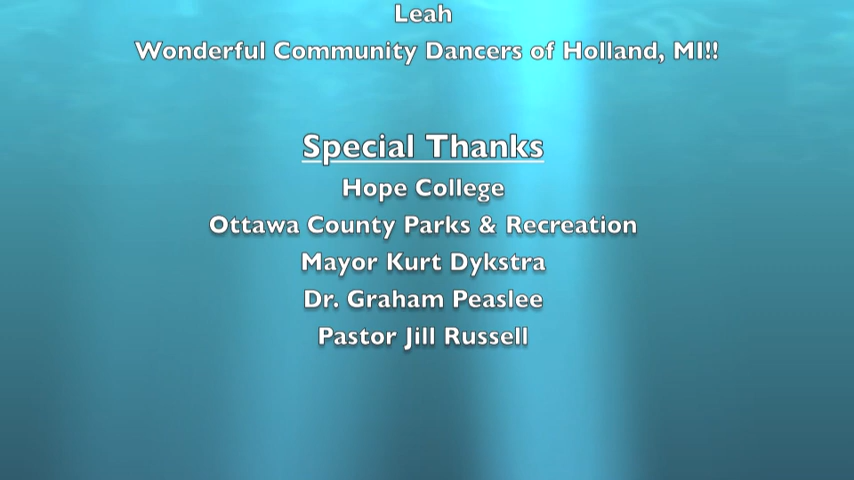 Leah
Wonderful Community Dancers of Holland, MI!!
Special Thanks
Hope College
Ottawa County Parks & Recreation
Mayor Kurt Dykstra
Dr. Graham Peaslee
Pastor Jill Russell